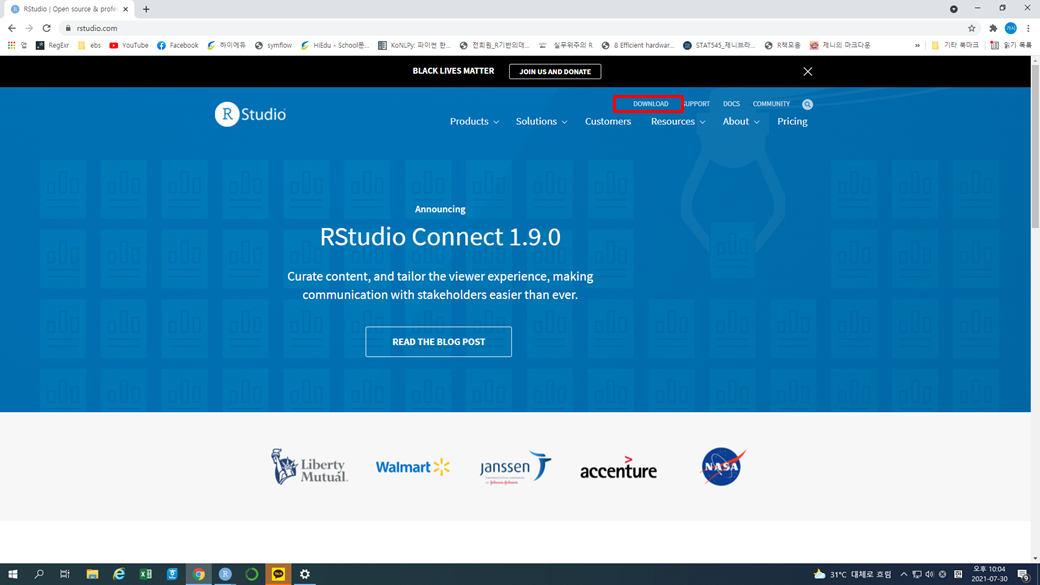 RStudio | Open source & profe
rstudio.com
앱
RegExr
ebs
YouTube
Facebook
하이에듀
symflow
HiEdu - School문...
KoNLPy: 파이썬 한...
전희원_R기반의데...
실무위주의 R
8 Efficient hardwar...
STAT545_제니브라...
R책모음
제니의 마크다운
»
기타 북마크
읽기 목록
BLACK LIVES MATTER
JOIN US AND DONATE
DOWNLOAD
SUPPORT
DOCS
COMMUNITY
R Studio
Products
Solutions
Customers
Resources
About
Pricing
Announcing
RStudio Connect 1.9.0
Curate content, and tailor the viewer experience, making
communication with stakeholders easier than ever.
READ THE BLOG POST
Liberty
Mutual.
Walmart
janssen
accenture
NASA
31°C 대체로 흐림
오후 10:04
2021-07-30